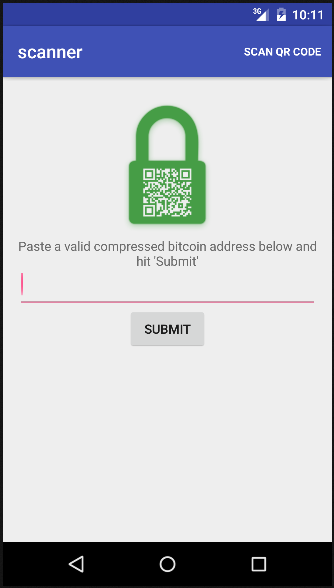 3G 10:11
scanner SCAN QR CODE
Paste a valid compressed bitcoin address below and
hit 'Submit'
SUBMIT